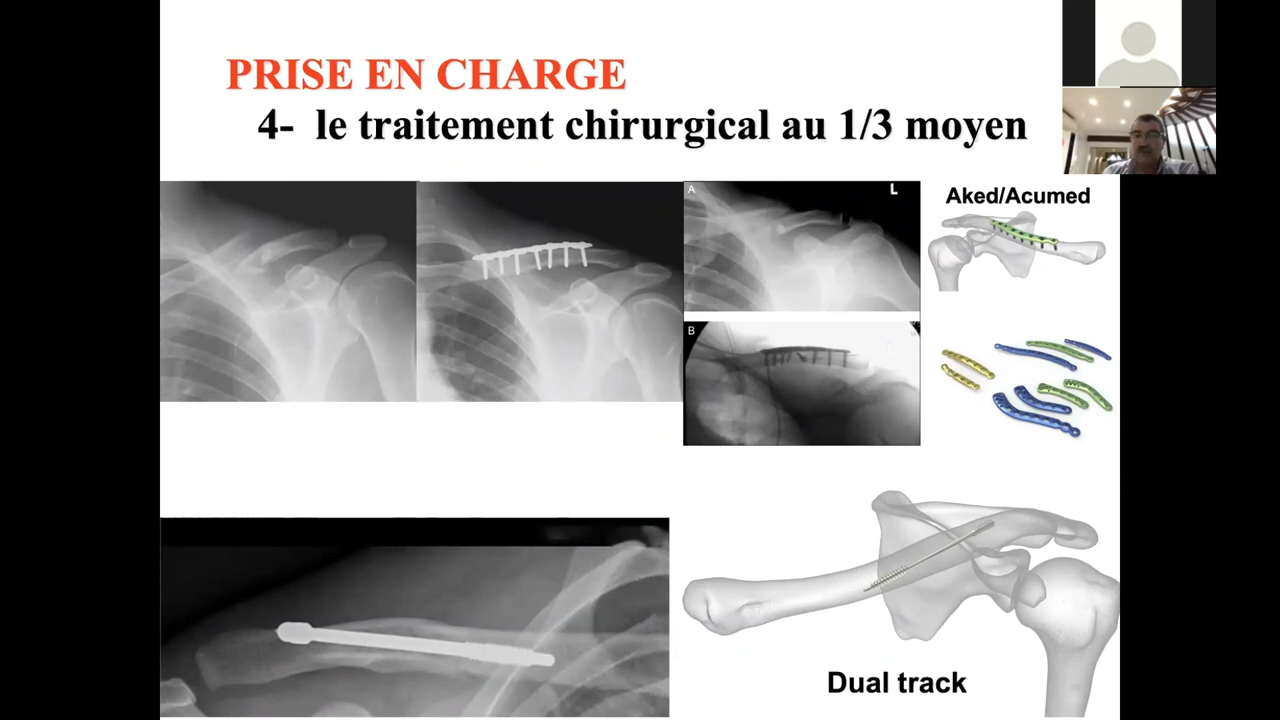 PRISE EN CHARGE
4- le traitement chirurgical au 1/3 moyen
A
L
Aked/Acumed
B
Dual track